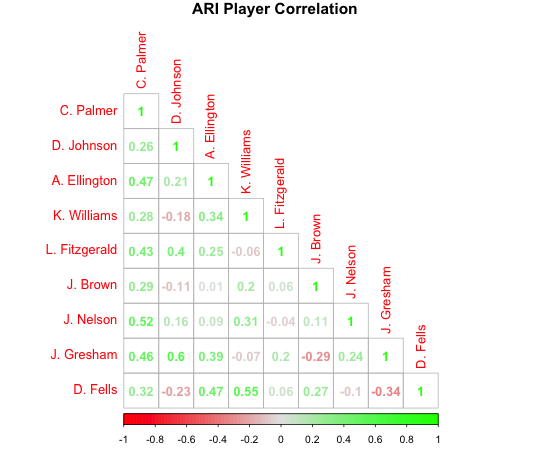 ARI Player Correlation
C. Palmer
D. Johnson
A. Ellington
K. Williams
L. Fitzgerald
J. Brown
J. Nelson
J. Gresham
D. Fells
C. Palmer 1
D. Johnson 0.26 1
A. Ellington 0.47 0.21 1
K. Williams 0.28 -0.18 0.34 1
L. Fitzgerald 0.43 0.4 0.25 -0.06 1
J. Brown 0.29 -0.11 0.01 0.2 0.06 1
J. Nelson 0.52 0.16 0.09 0.31 -0.04 0.11 1
J. Gresham 0.46 0.6 0.39 -0.07 0.2 -0.29 0.24 1
D. Fells 0.32 -0.23 0.47 0.55 0.06 0.27 -0.1 -0.34 1
-1 -0.8 -0.6 -0.4 -0.2 0 0.2 0.4 0.6 0.8 1